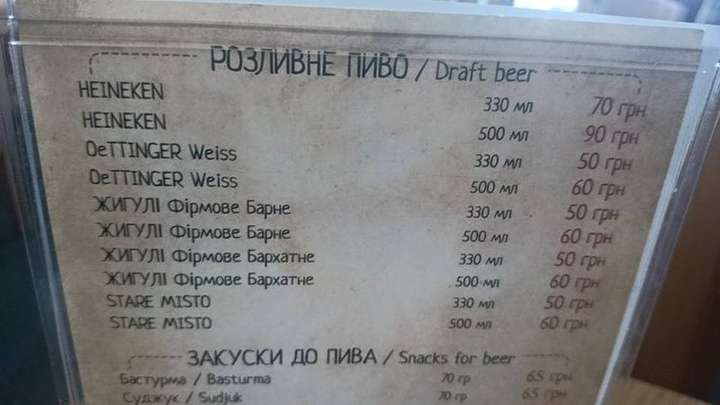 РОЗЛИВНЕ ПИВО / Draft beer
HEINEKEN 330 мл 70 грн
HEINEKEN 500 мл 90 грн
OeTTINGER Weiss 330 мл 50 грн
OeTTINGER Weiss 500 мл 60 грн
ЖИГУЛІ Фірмове Барне 330 мл 50 грн
ЖИГУЛІ Фірмове Барне 500 мл 60 грн
ЖИГУЛІ Фірмове Бархатне 330 мл 50 грн
ЖИГУЛІ Фірмове Бархатне 500 мл 60 грн
STARE MISTO 330 мл 50 грн
STARE MISTO 500 мл 60 грн
ЗАКУСКИ ДО ПИВА / Snacks for beer
Бастурма / Basturma 70 гр 65 грн
Суджук / Sudjuk 70 гр 65 грн